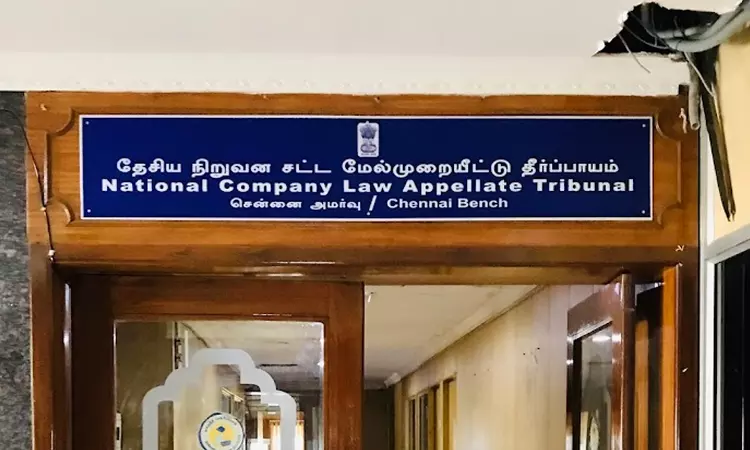 தேசிய நிறுவன சட்ட மேல்முறையீட்டு தீர்ப்பாயம்
National Company Law Appellate Tribunal
சென்னை அமர்வு / Chennai Bench